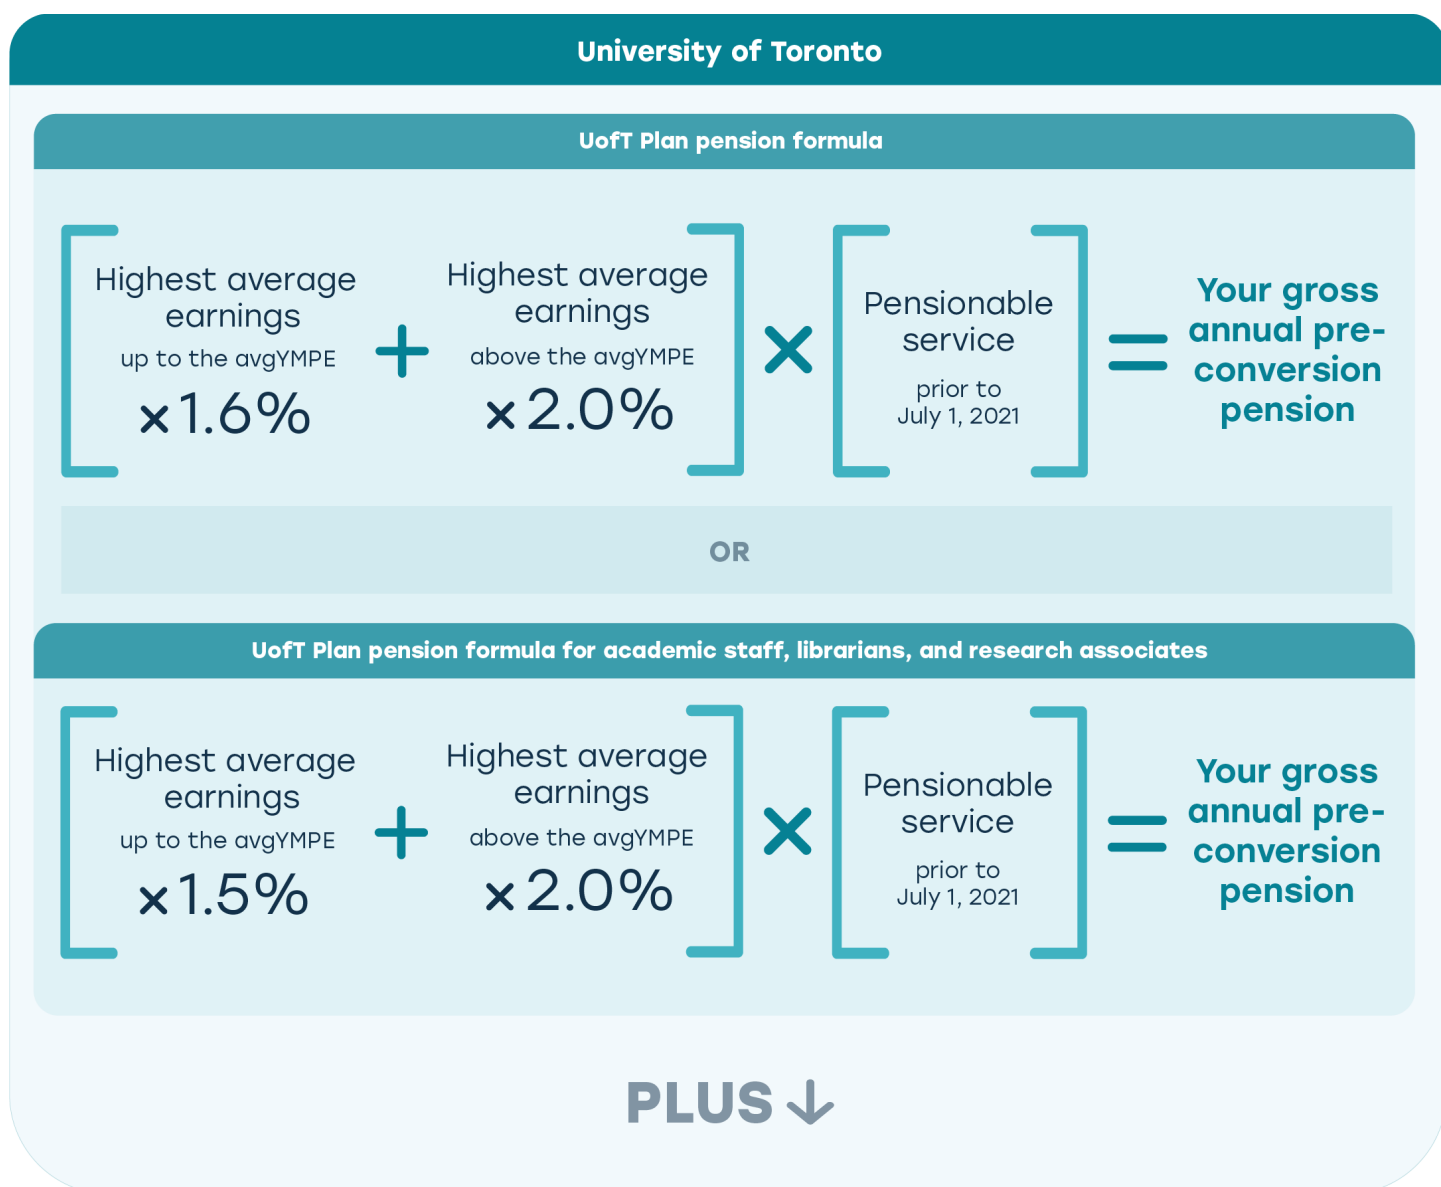 University of Toronto
UofT Plan pension formula
Highest average
earnings
up to the avgYMPE
×1.6%
+
Highest average
earnings
above the avgYMPE
×2.0%
×
Pensionable
service
prior to
July 1, 2021
=
Your gross
annual pre-
conversion
pension
OR
UofT Plan pension formula for academic staff, librarians, and research associates
Highest average
earnings
up to the avgYMPE
×1.5%
+
Highest average
earnings
above the avgYMPE
×2.0%
×
Pensionable
service
prior to
July 1, 2021
=
Your gross
annual pre-
conversion
pension
PLUS ↓